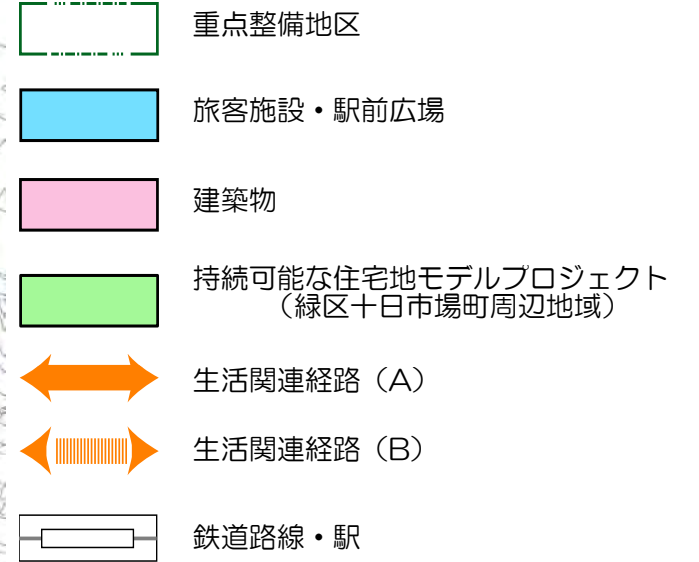 重点整備地区
旅客施設・駅前広場
建築物
持続可能な住宅地モデルプロジェクト
（緑区十日市場町周辺地域）
生活関連経路（A）
生活関連経路（B）
鉄道路線・駅